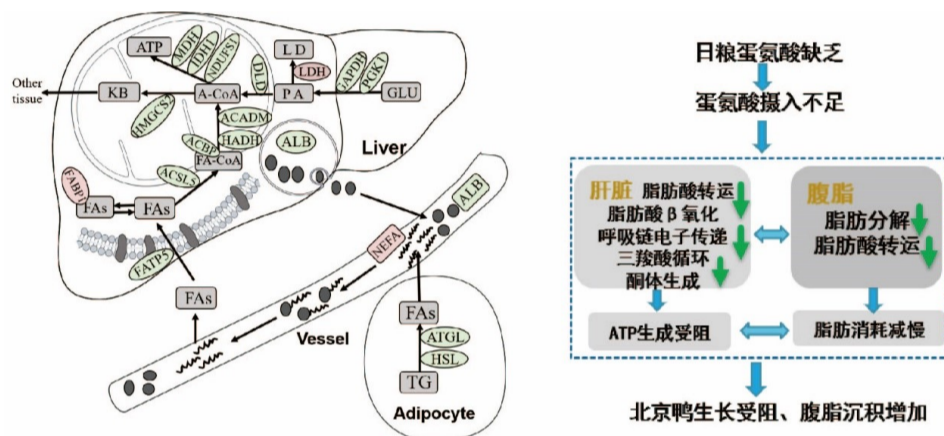 ATP
MDH
IDH1
NDUFS1
DLD
LD
LDH
GAPDH
PGK1
Other
tissue
KB
A-CoA
PA
GLU
HMGCS2
ACADM
HADH
ACBP
FA-CoA
ACSL5
ALB
Liver
FABP1
FAs
FAs
FATP5
ALB
NEFA
FAs
Vessel
FAs
ATGL
HSL
TG
Adipocyte
日粮蛋氨酸缺乏
蛋氨酸摄入不足
肝脏 脂肪酸转运
脂肪酸β氧化
呼吸链电子传递
三羧酸循环
酮体生成
腹脂
脂肪分解
脂肪酸转运
ATP生成受阻
脂肪消耗减慢
北京鸭生长受阻、腹脂沉积增加